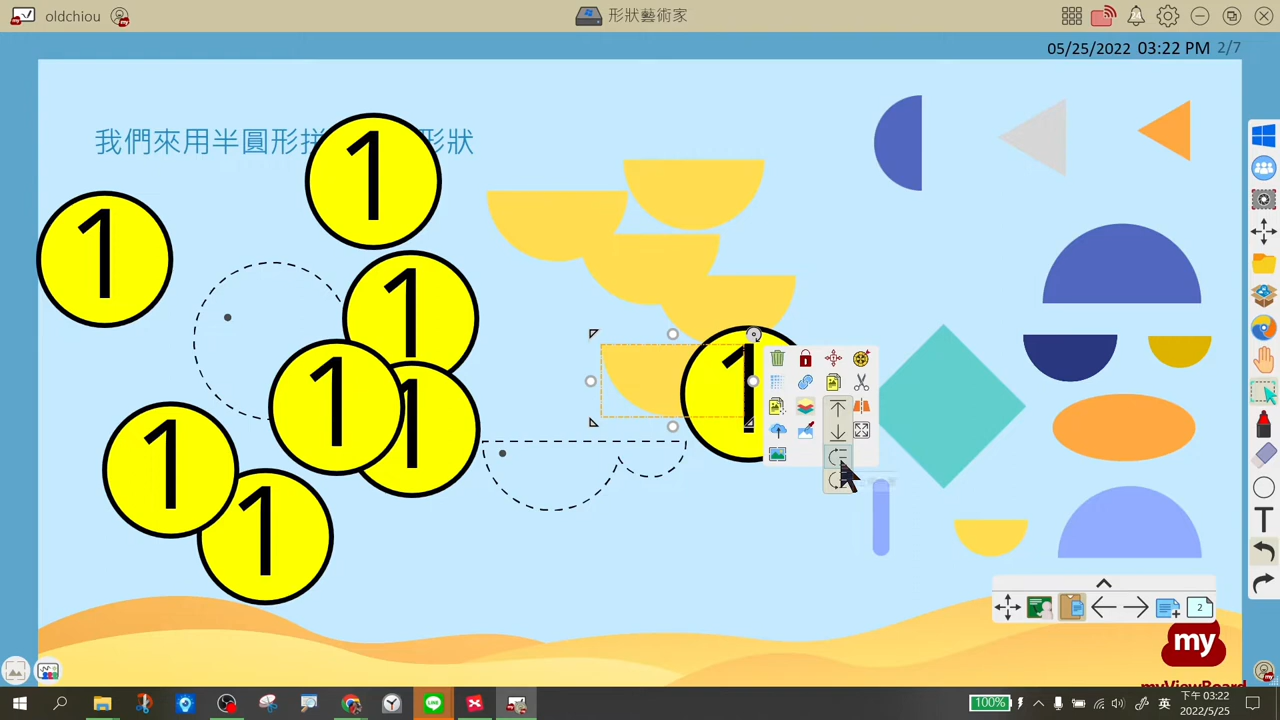 oldchiou
形狀藝術家
05/25/2022 03:22 PM 2/7
我們來用半圓形拼
形狀
1
1
1
1
1
1
1
1
2
my
myViewBoard
100%
英
下午 03:22
2022/5/25
LINE